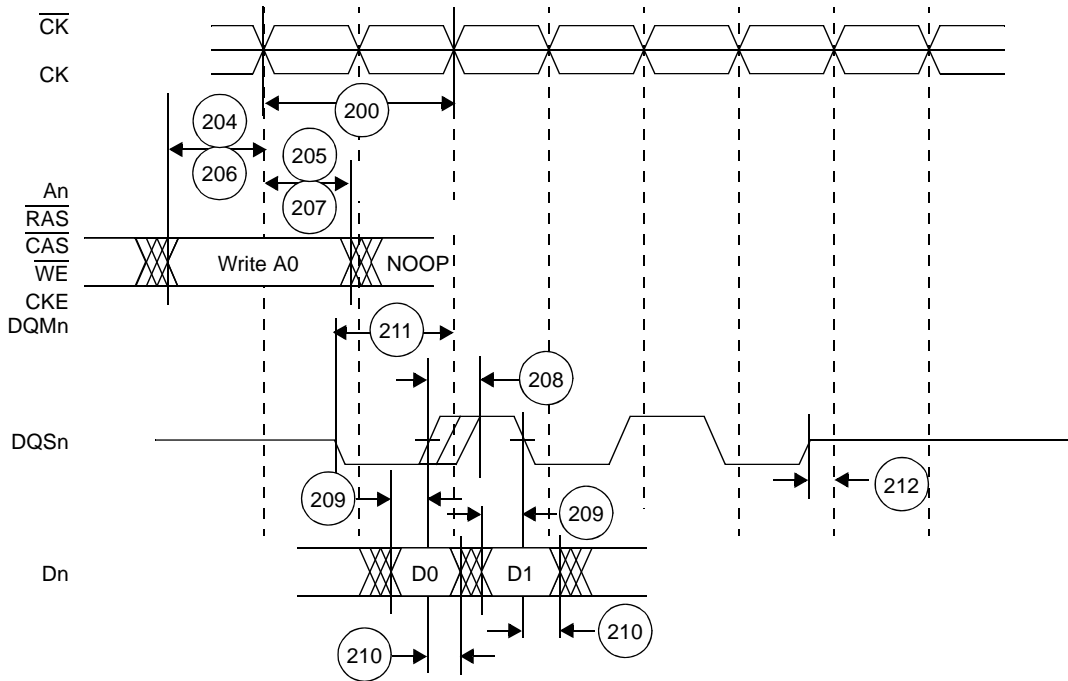 CK
CK
200
204
206
205
207
An
RAS
CAS
WE
CKE
DQMn
Write A0
NOOP
211
208
DQSn
209
209
212
Dn
D0
D1
210
210